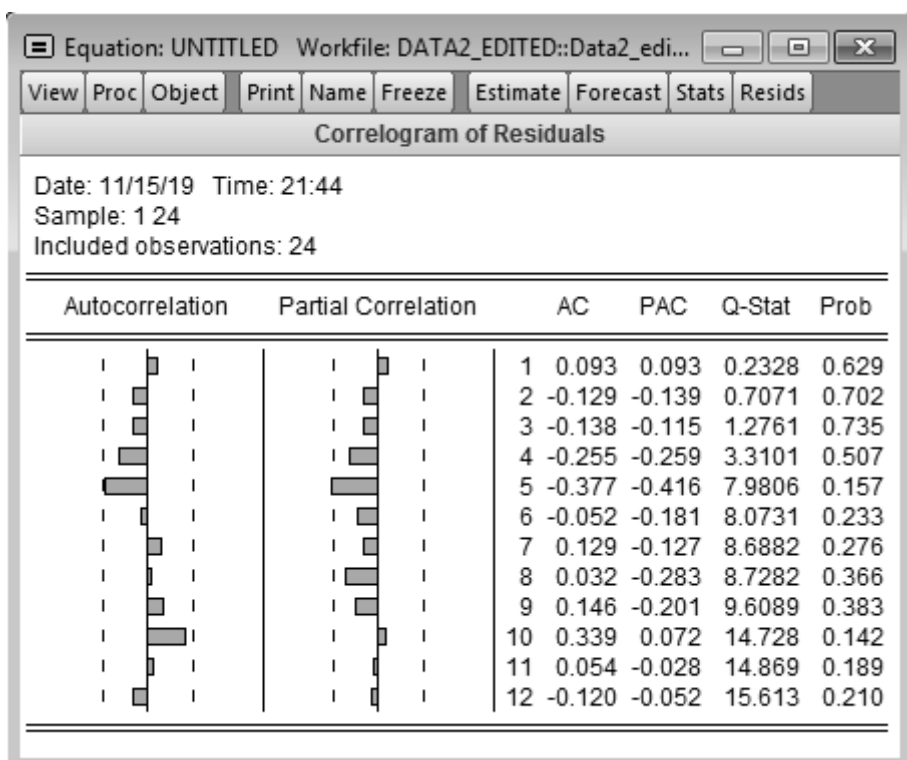 Equation: UNTITLED Workfile: DATA2_EDITED::Data2_edi...
View Proc Object Print Name Freeze Estimate Forecast Stats Resids
Correlogram of Residuals
Date: 11/15/19 Time: 21:44
Sample: 1 24
Included observations: 24
Autocorrelation Partial Correlation AC PAC Q-Stat Prob
1 0.093 0.093 0.2328 0.629
2 -0.129 -0.139 0.7071 0.702
3 -0.138 -0.115 1.2761 0.735
4 -0.255 -0.259 3.3101 0.507
5 -0.377 -0.416 7.9806 0.157
6 -0.052 -0.181 8.0731 0.233
7 0.129 -0.127 8.6882 0.276
8 0.032 -0.283 8.7282 0.366
9 0.146 -0.201 9.6089 0.383
10 0.339 0.072 14.728 0.142
11 0.054 -0.028 14.869 0.189
12 -0.120 -0.052 15.613 0.210